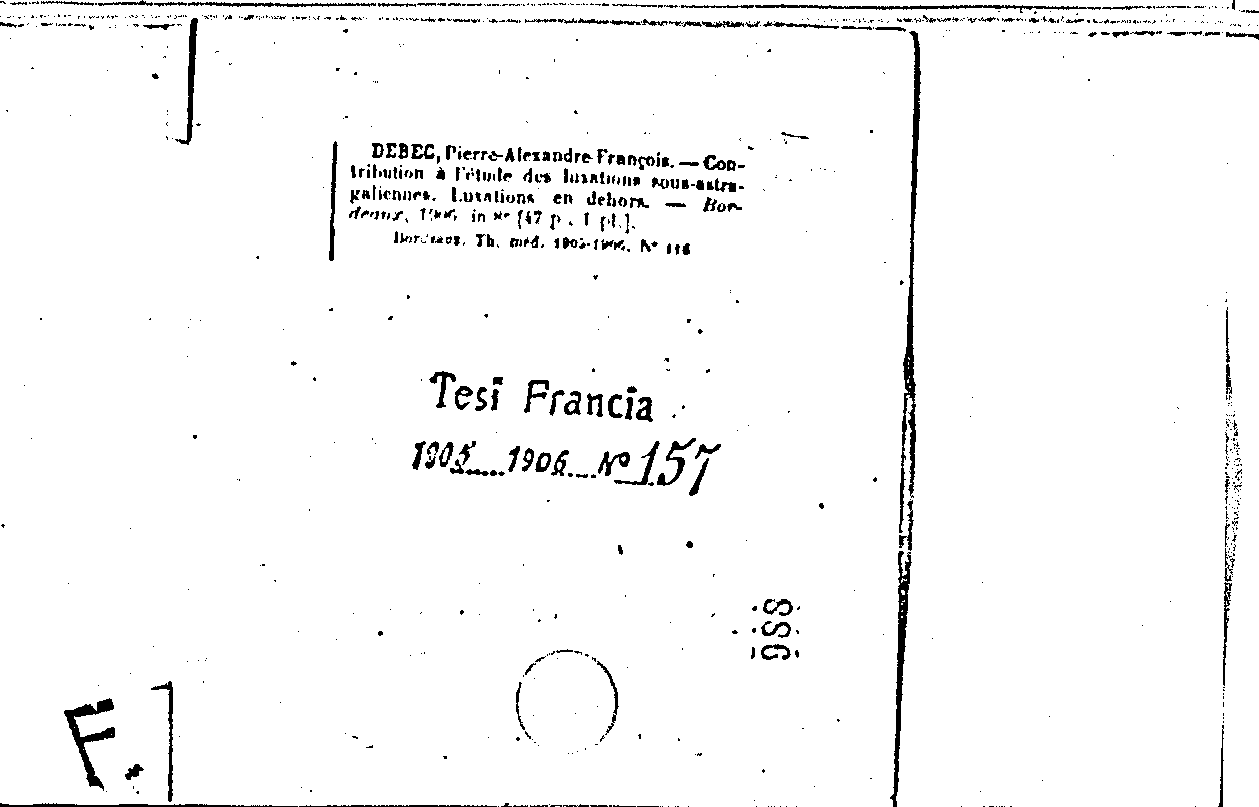 DEBEC, Pierre-Alexandre-François. — Con-
tribution à l'étude des luxations sous-astra-
galiennes. Luxations en dehors. — Bor-
deaux, 1906, in 8° [47 p., 1 pl.].
Bordeaux. Th. méd. 1905-1906. N° 116
Tesi Francia
1905 1906 N° 157
F.